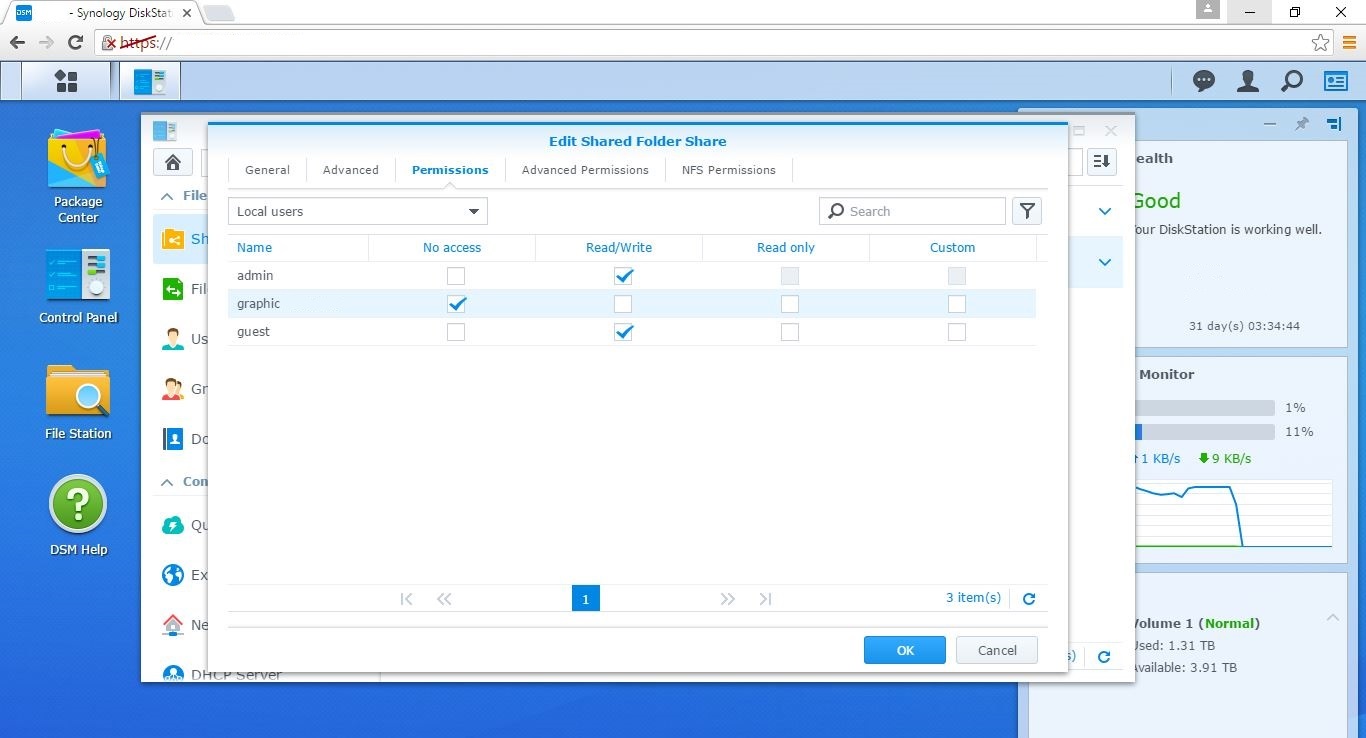 DSM
- Synology DiskStat
https://
Package
Center
Control Panel
File Station
DSM Help
File
Sh
Fil
Us
Gr
Do
Con
Qu
Ex
Ne
DHCP Server
Edit Shared Folder Share
General
Advanced
Permissions
Advanced Permissions
NFS Permissions
Local users
Search
Name No access Read/Write Read only Custom
admin
graphic
guest
1
3 item(s)
OK
Cancel
s)
ealth
Good
our DiskStation is working well.
31 day(s) 03:34:44
Monitor
1%
11%
1 KB/s 9 KB/s
Volume 1 (Normal)
Used: 1.31 TB
Available: 3.91 TB